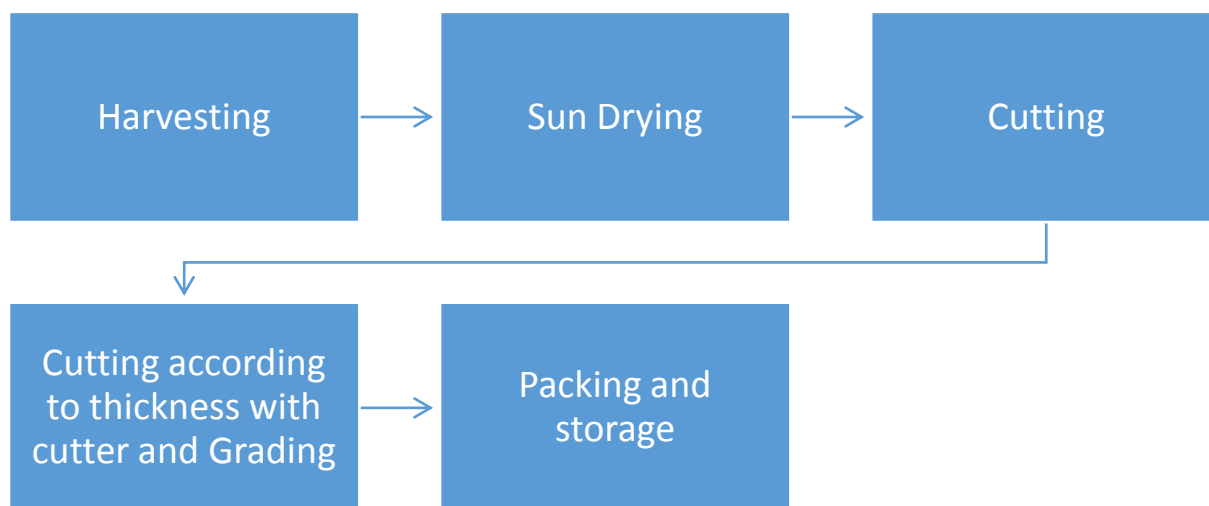 Harvesting
Sun Drying
Cutting
Cutting according
to thickness with
cutter and Grading
Packing and
storage